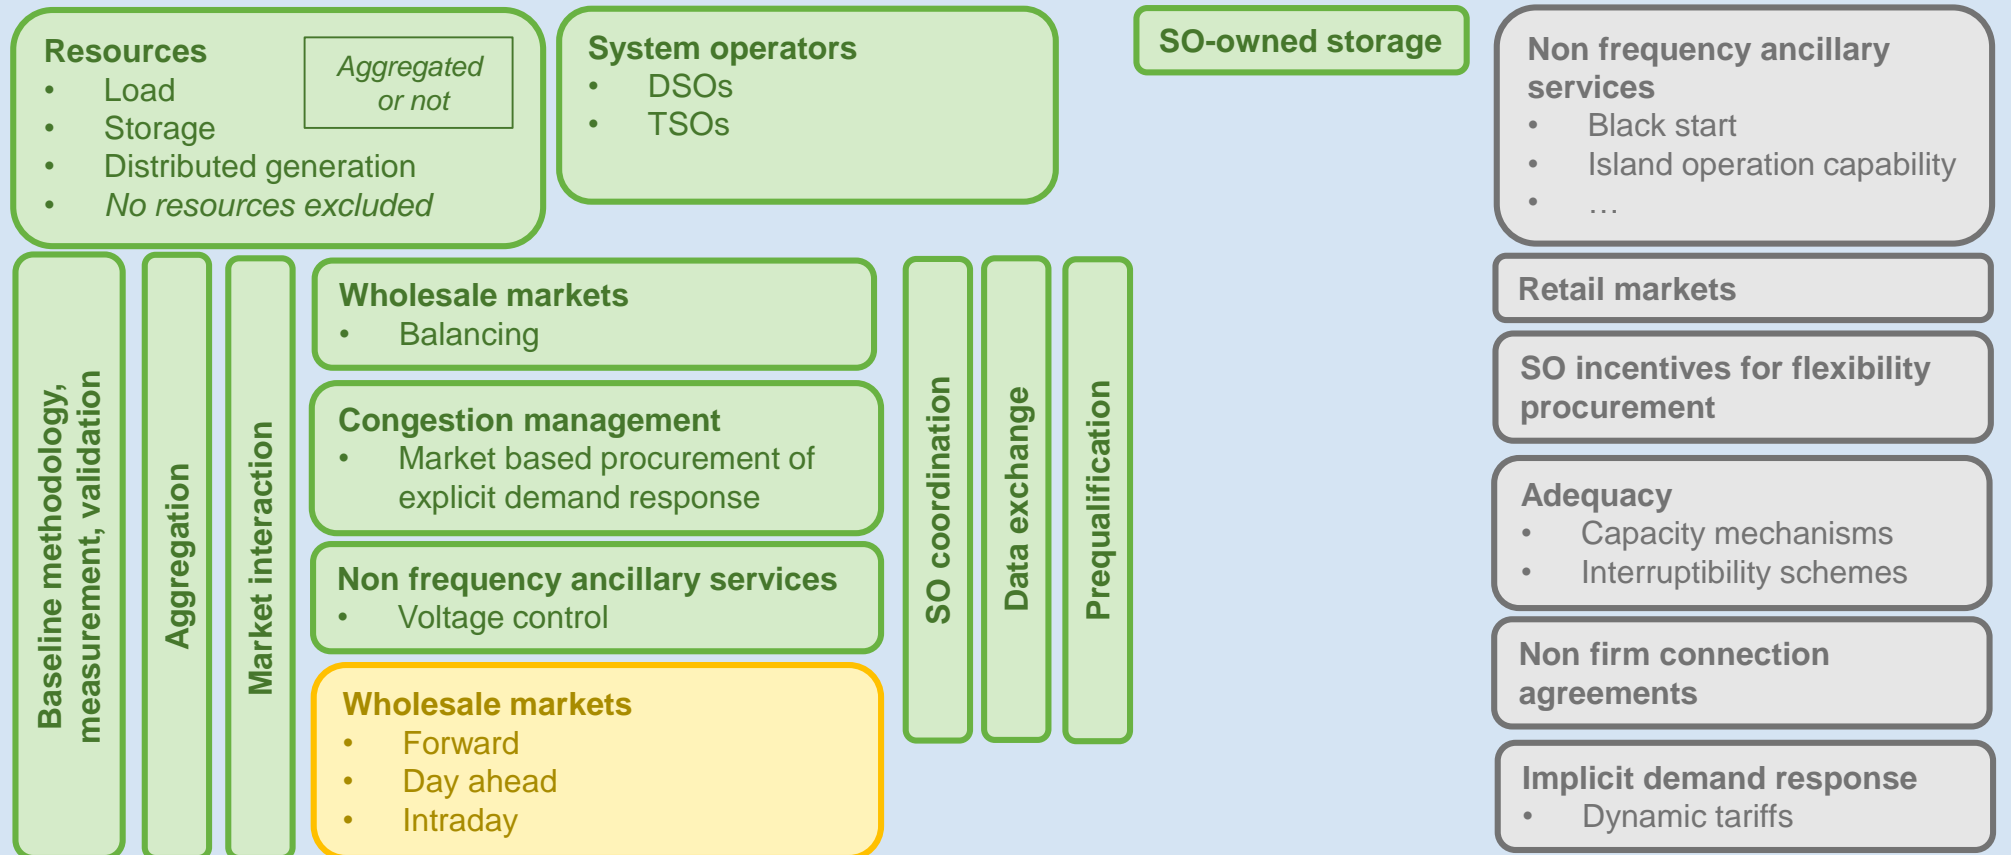 Resources
• Load
• Storage
• Distributed generation
• No resources excluded
Aggregated
or not
System operators
• DSOs
• TSOs
SO-owned storage
Non frequency ancillary
services
• Black start
• Island operation capability
• …
Baseline methodology,
measurement, validation
Aggregation
Market interaction
Wholesale markets
• Balancing
Congestion management
• Market based procurement of
explicit demand response
Non frequency ancillary services
• Voltage control
Wholesale markets
• Forward
• Day ahead
• Intraday
SO coordination
Data exchange
Prequalification
Retail markets
SO incentives for flexibility
procurement
Adequacy
• Capacity mechanisms
• Interruptibility schemes
Non firm connection
agreements
Implicit demand response
• Dynamic tariffs